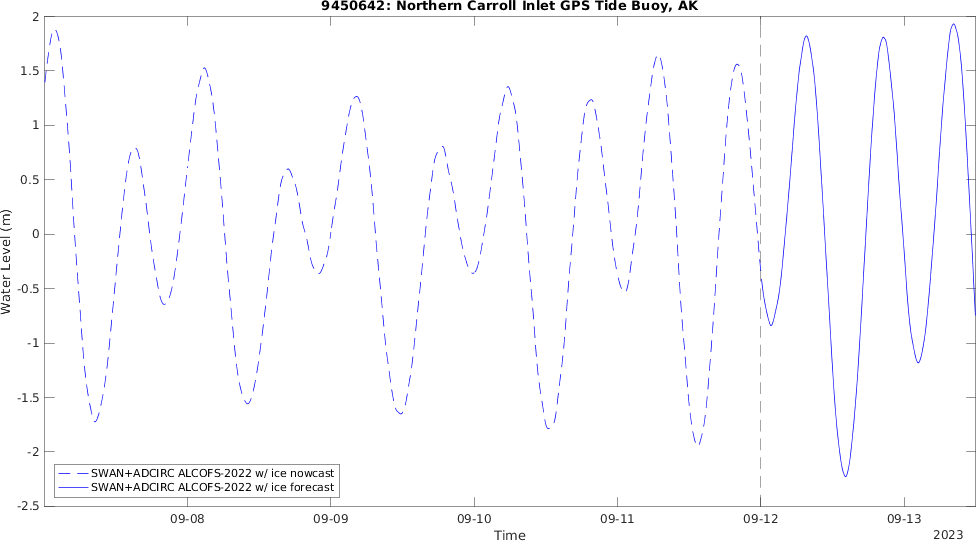 9450642: Northern Carroll Inlet GPS Tide Buoy, AK
2
1.5
1
0.5
0
-0.5
-1
-1.5
-2
-2.5
Water Level (m)
SWAN+ADCIRC ALCOFS-2022 w/ ice nowcast
SWAN+ADCIRC ALCOFS-2022 w/ ice forecast
09-08 09-09 09-10 09-11 09-12 09-13
Time
2023